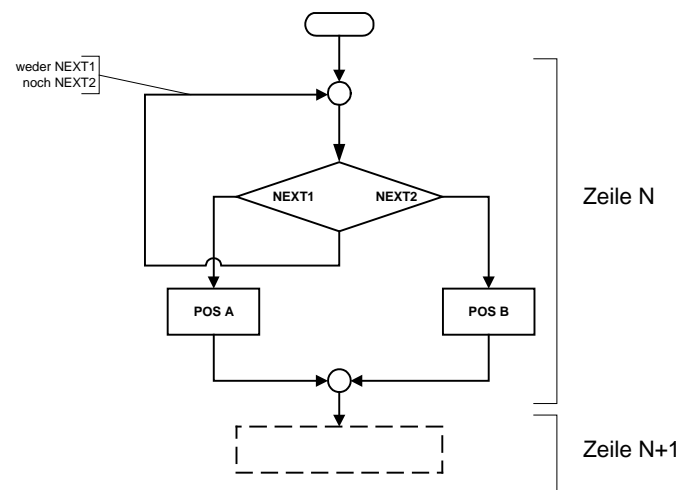 weder NEXT1
noch NEXT2
NEXT1
NEXT2
Zeile N
POS A
POS B
Zeile N+1